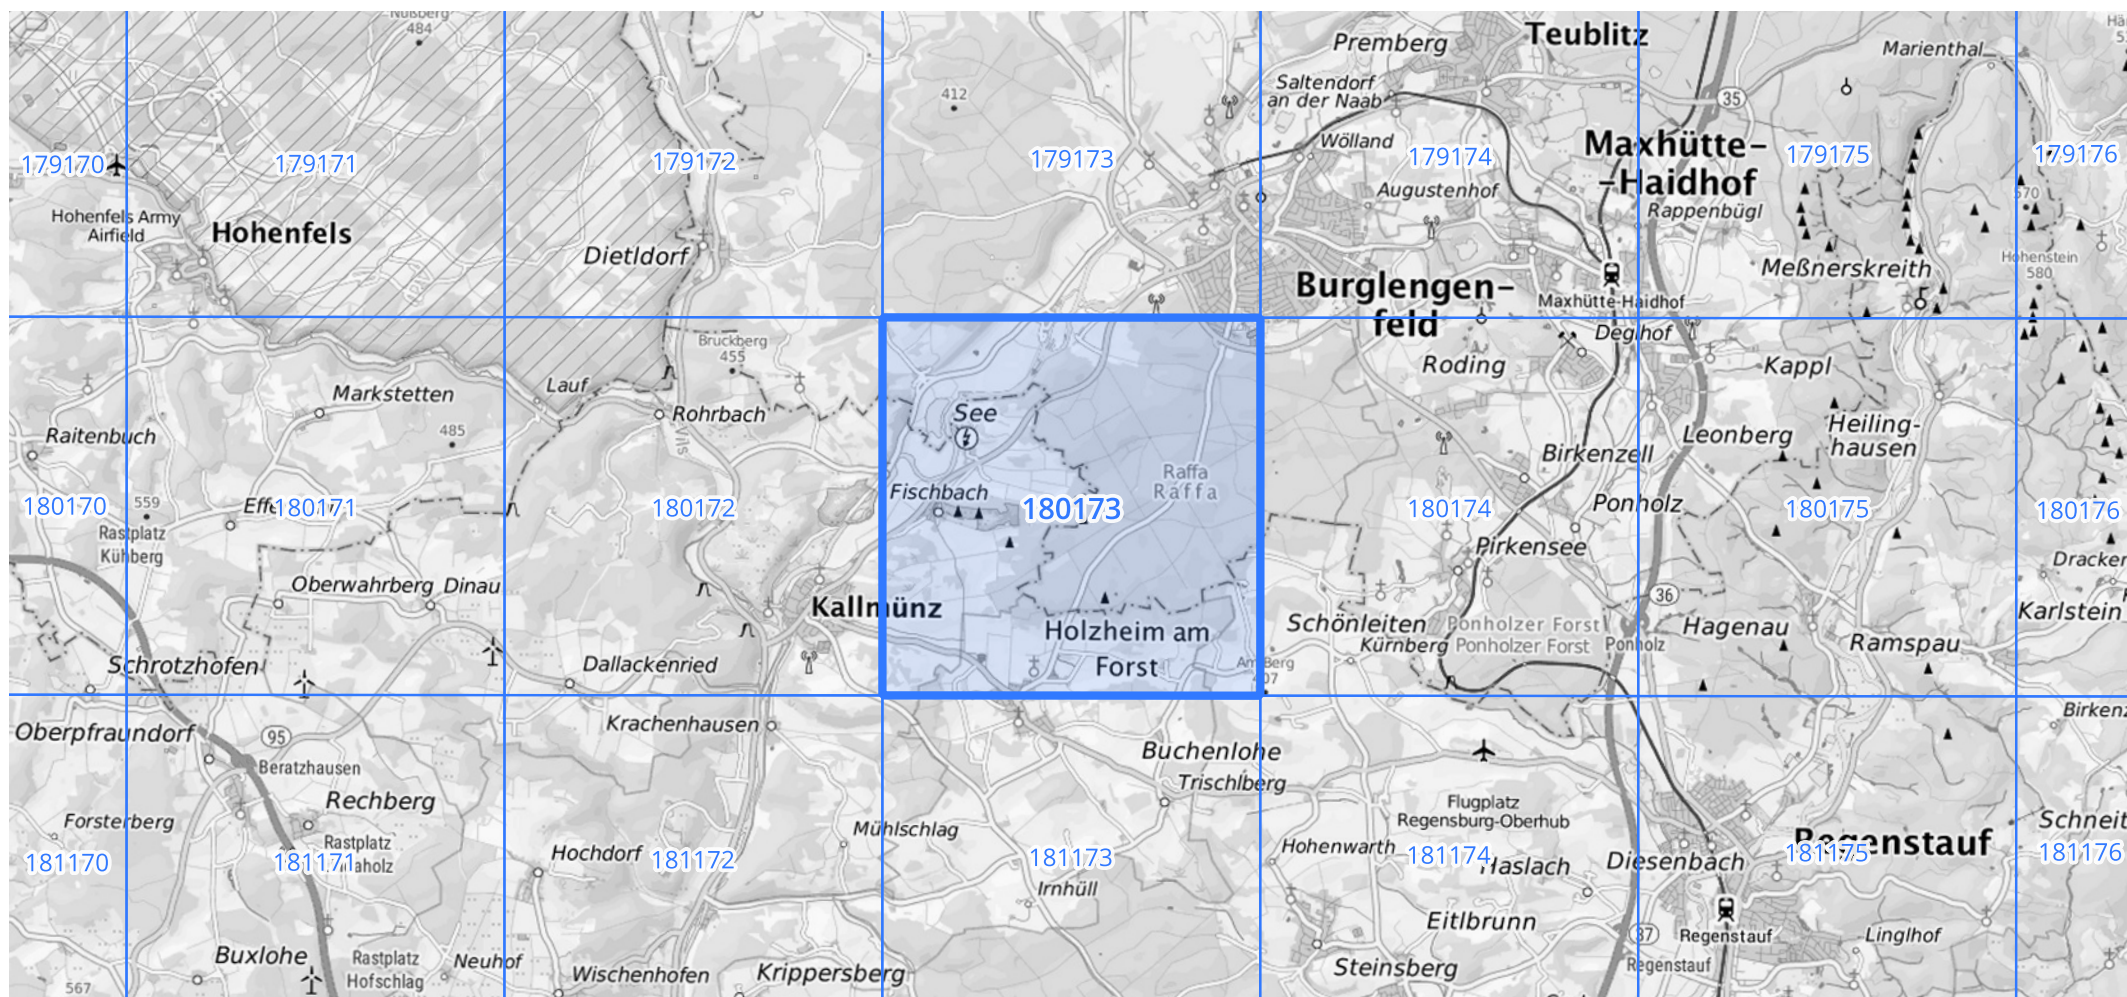 Nußberg
484
Premberg
Teublitz
Marienthal
412
Saltendorf
an der Naab
35
Wölland
Maxhütte-
-Haidhof
179170
179171
179172
179173
179174
179175
179176
Augustenhof
Rappenbügl
570
Hohenfels Army
Airfield
Hohenfels
Dietldorf
Meßnerskreith
Hohenstein
580
Burglengen-
feld
Maxhütte-Haidhof
Deglhof
Bruckberg
455
Roding
Kappl
Lauf
Markstetten
Rohrbach
See
Vils
Raitenbuch
485
Leonberg
Heiling-
hausen
Birkenzell
Raffa
Raffa
Fischbach
559
Ponholz
180170
180171
180172
180173
180174
180175
180176
Rastplatz
Kühberg
Pirkensee
Oberwahrberg
Dinau
Kallmünz
36
Karlstein
Schönleiten
Ponholzer Forst
Ponholzer Forst
Kürnberg
Ponholz
Hagenau
Ramspau
Holzheim am
Forst
Schrotzhofen
Dallackenried
Am Berg
Oberpfraundorf
95
Krachenhausen
Buchenlohe
Beratzhausen
Trischlberg
Rechberg
Flugplatz
Regensburg-Oberhub
Forsterberg
Mühlschlag
Rastplatz
Hochdorf
Hohenwarth
Regenstauf
181170
181171
181172
181173
181174
181175
181176
Haslach
Diesenbach
Irnhüll
Eitlbrunn
Buxlohe
Rastplatz
Hofschlag
Neuhof
Wischenhofen
Krippersberg
Steinsberg
37
Regenstauf
Regenstauf
Linglhof
567